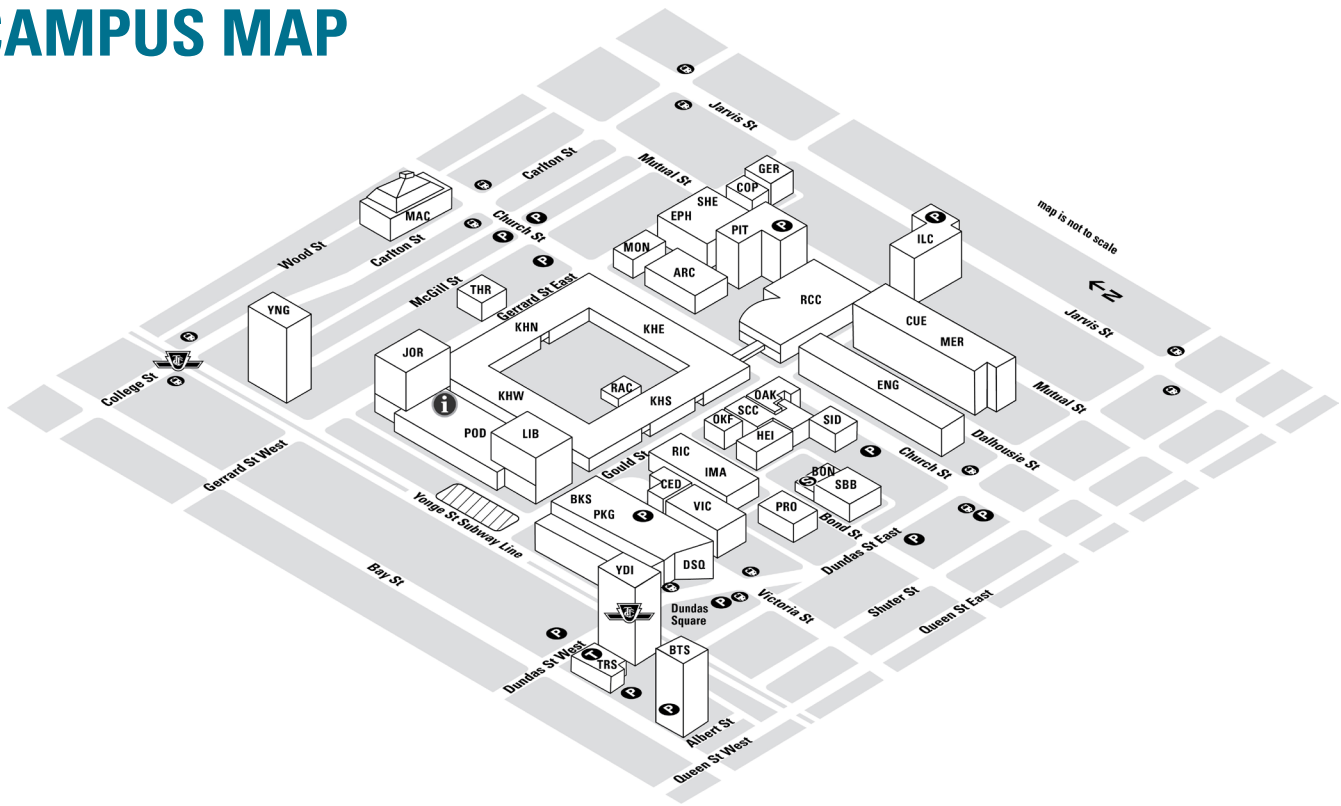 CAMPUS MAP
Jarvis St
Carlton St
Mutual St
GER
COP
SHE
EPH
MAC
Church St
P
PIT
P
map is not to scale
P
ILC
Wood St
Carlton St
P
MON
P
ARC
McGill St
THR
Gerrard St East
RCC
N
YNG
KHN
KHE
CUE
Jarvis St
MER
JOR
College St
RAC
ENG
i
KHW
KHS
OAK
SCC
Mutual St
POD
LIB
OKF
SID
HEI
Gould St
RIC
P
Church St
Dalhousie St
Gerrard St West
IMA
BON
S
SBB
CED
BKS
PKG
P
VIC
PRO
Bond St
P
Yonge St Subway Line
Dundas St East
P
DSQ
Bay St
YDI
Victoria St
Shuter St
Dundas
Square
P
Queen St East
P
Dundas St West
T
TRS
BTS
P
P
Albert St
Queen St West